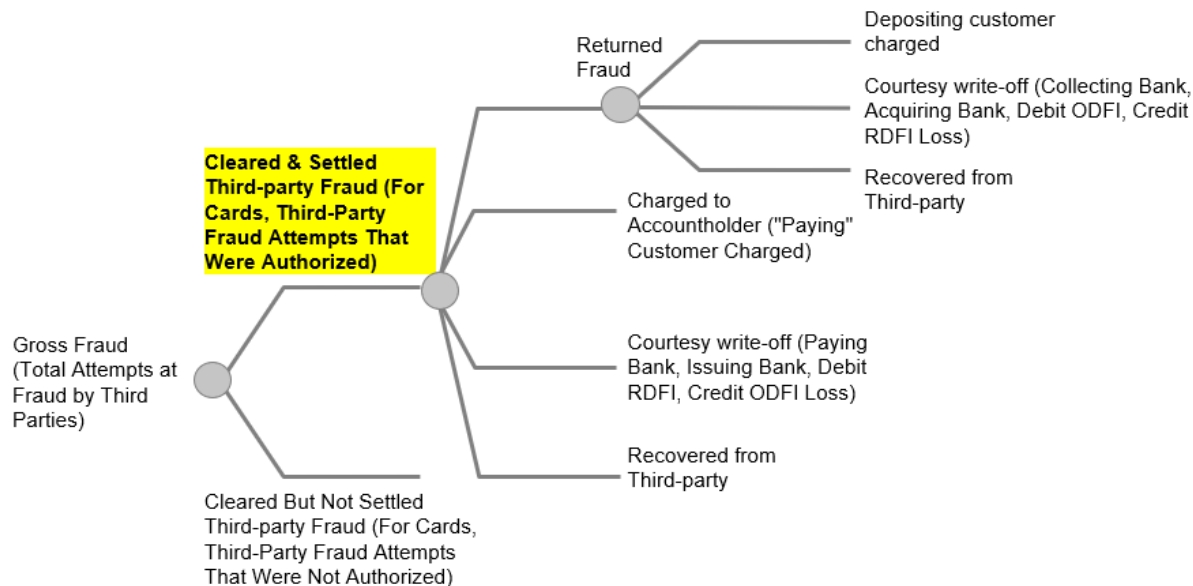 Depositing customer
charged
Returned
Fraud
Courtesy write-off (Collecting Bank,
Acquiring Bank, Debit ODFI, Credit
RDFI Loss)
Recovered from
Third-party
Cleared & Settled
Third-party Fraud (For
Cards, Third-Party
Fraud Attempts That
Were Authorized)
Charged to
Accountholder ("Paying"
Customer Charged)
Gross Fraud
(Total Attempts at
Fraud by Third
Parties)
Courtesy write-off (Paying
Bank, Issuing Bank, Debit
RDFI, Credit ODFI Loss)
Recovered from
Third-party
Cleared But Not Settled
Third-party Fraud (For Cards,
Third-Party Fraud Attempts
That Were Not Authorized)